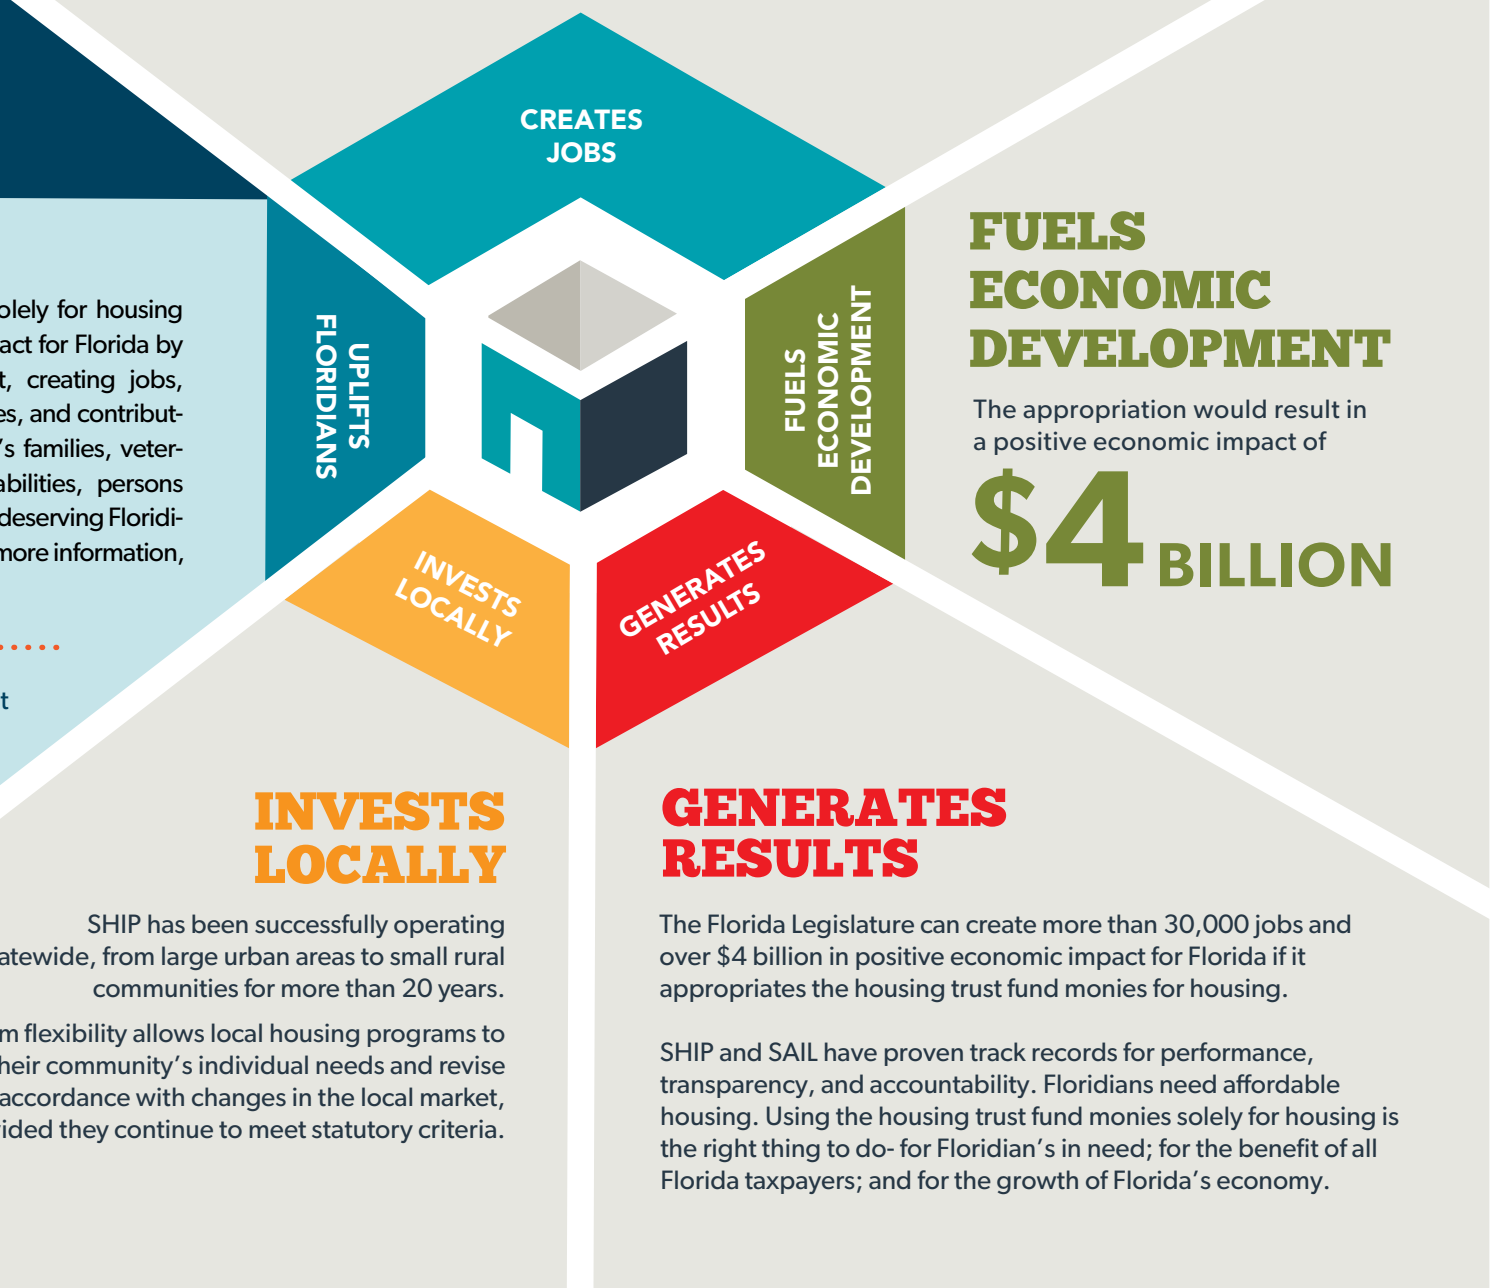 CREATES
JOBS
UPLIFTS
FLORIDIANS
FUELS
ECONOMIC
DEVELOPMENT
INVESTS
LOCALLY
GENERATES
RESULTS
for housing
act for Florida by
creating jobs,
and contribut-
families, veter-
persons
deserving Floridi-
more information,
FUELS
ECONOMIC
DEVELOPMENT
The appropriation would result in
a positive economic impact of
$4 BILLION
INVESTS
LOCALLY
SHIP has been successfully operating
atewide, from large urban areas to small rural
communities for more than 20 years.
m flexibility allows local housing programs to
heir community's individual needs and revise
accordance with changes in the local market,
ided they continue to meet statutory criteria.
GENERATES
RESULTS
The Florida Legislature can create more than 30,000 jobs and
over $4 billion in positive economic impact for Florida if it
appropriates the housing trust fund monies for housing.
SHIP and SAIL have proven track records for performance,
transparency, and accountability. Floridians need affordable
housing. Using the housing trust fund monies solely for housing is
the right thing to do- for Floridian's in need; for the benefit of all
Florida taxpayers; and for the growth of Florida's economy.